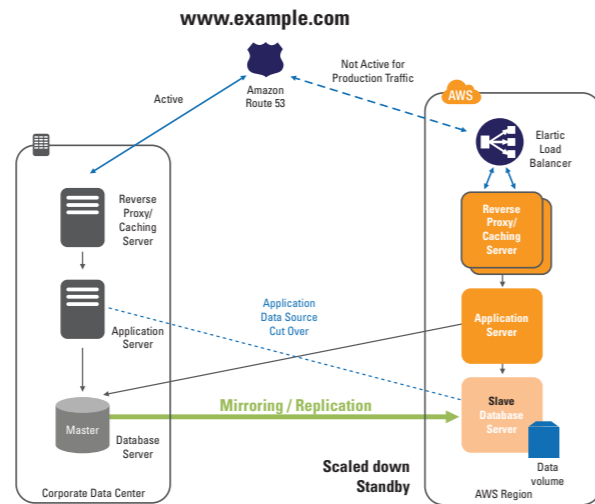 www.example.com
Amazon
Route 53
Active
Not Active for
Production Traffic
AWS
Elartic
Load
Balancer
Reverse
Proxy/
Caching
Server
Reverse
Proxy/
Caching
Server
Application
Server
Application
Data Source
Cut Over
Application
Server
Master
Database
Server
Mirroring / Replication
Slave
Database
Server
Data
volume
Scaled down
Standby
Corporate Data Center
AWS Region